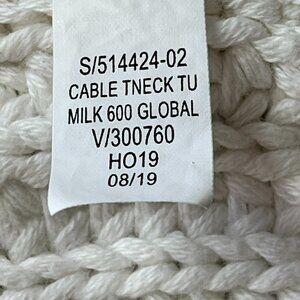 S/514424-02
CABLE TNECK TU
MILK 600 GLOBAL
V/300760
HO19
08/19